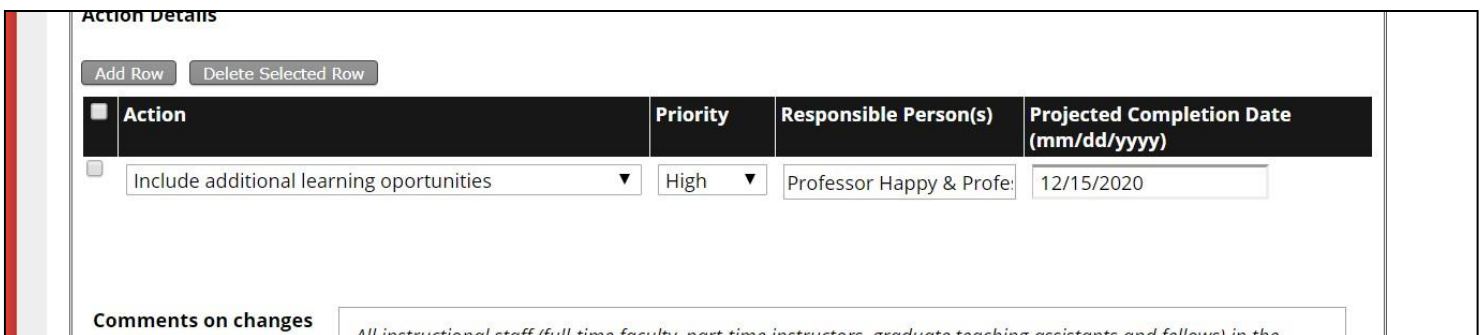 Action Details
Add Row Delete Selected Row
Action Priority Responsible Person(s) Projected Completion Date
(mm/dd/yyyy)
Include additional learning oportunities High Professor Happy & Profe 12/15/2020
Comments on changes
All instructional staff (full-time faculty, part-time instructors, graduate teaching assistants and fellows) in the